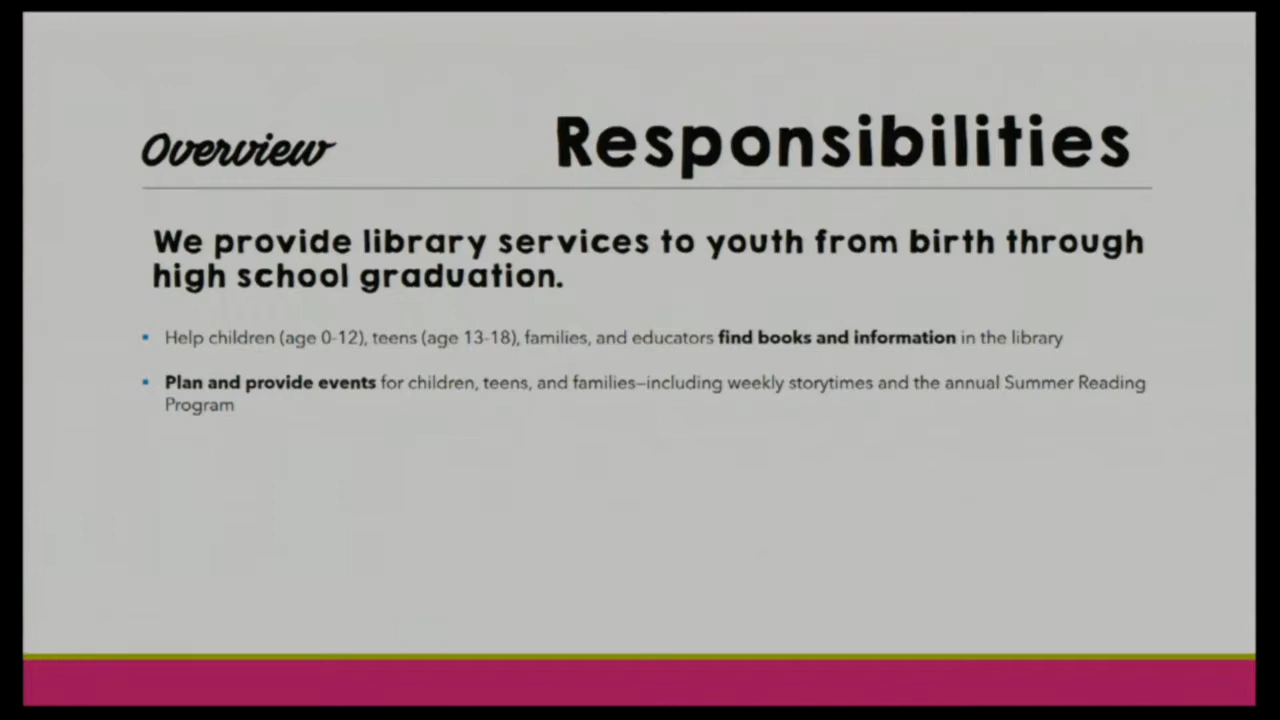 Overview
Responsibilities
We provide library services to youth from birth through
high school graduation.
▪ Help children (age 0-12), teens (age 13-18), families, and educators find books and information in the library
▪ Plan and provide events for children, teens, and families—including weekly storytimes and the annual Summer Reading
Program